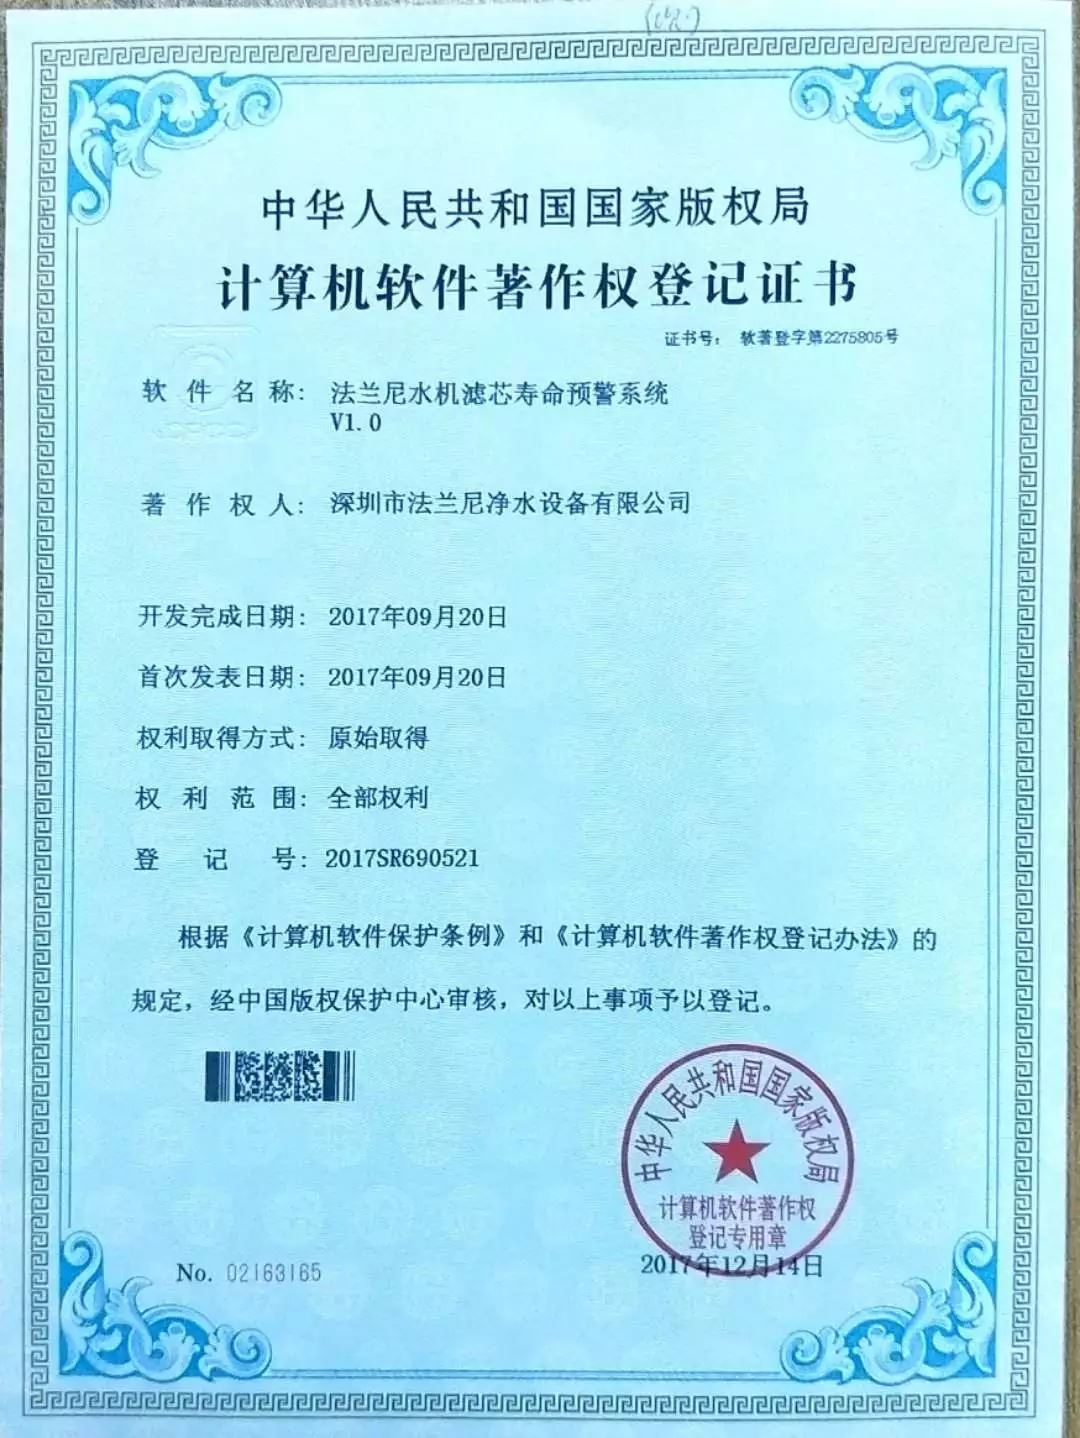 中华人民共和国国家版权局
计算机软件著作权登记证书
证书号： 软著登字第2275805号
软件名称： 法兰尼水机滤芯寿命预警系统
V1.0
著作权人： 深圳市法兰尼净水设备有限公司
开发完成日期： 2017年09月20日
首次发表日期： 2017年09月20日
权利取得方式： 原始取得
权利范围： 全部权利
登记号： 2017SR690521
根据《计算机软件保护条例》和《计算机软件著作权登记办法》的
规定，经中国版权保护中心审核，对以上事项予以登记。
中华人民共和国国家版权局
计算机软件著作权
登记专用章
2017年12月14日
No. 02163165